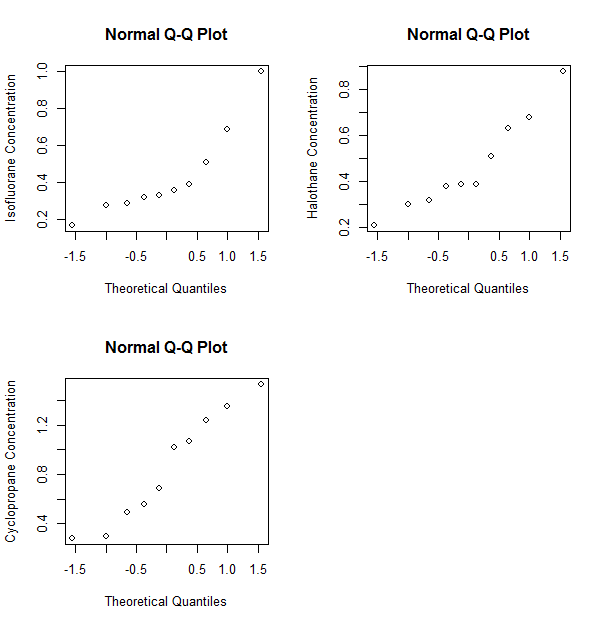 Normal Q-Q Plot
Isofluorane Concentration
1.0
0.8
0.6
0.4
0.2
-1.5 -0.5 0.5 1.0 1.5
Theoretical Quantiles
Normal Q-Q Plot
Halothane Concentration
0.8
0.6
0.4
0.2
-1.5 -0.5 0.5 1.0 1.5
Theoretical Quantiles
Normal Q-Q Plot
Cyclopropane Concentration
1.2
0.8
0.4
-1.5 -0.5 0.5 1.0 1.5
Theoretical Quantiles